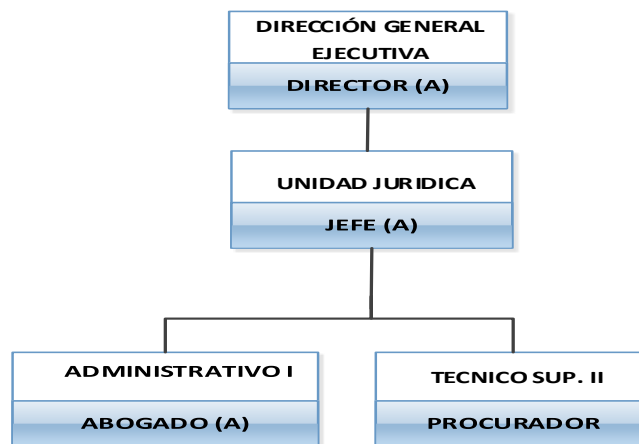 DIRECCIÓN GENERAL
EJECUTIVA
DIRECTOR (A)
UNIDAD JURIDICA
JEFE (A)
ADMINISTRATIVO I
ABOGADO (A)
TECNICO SUP. II
PROCURADOR